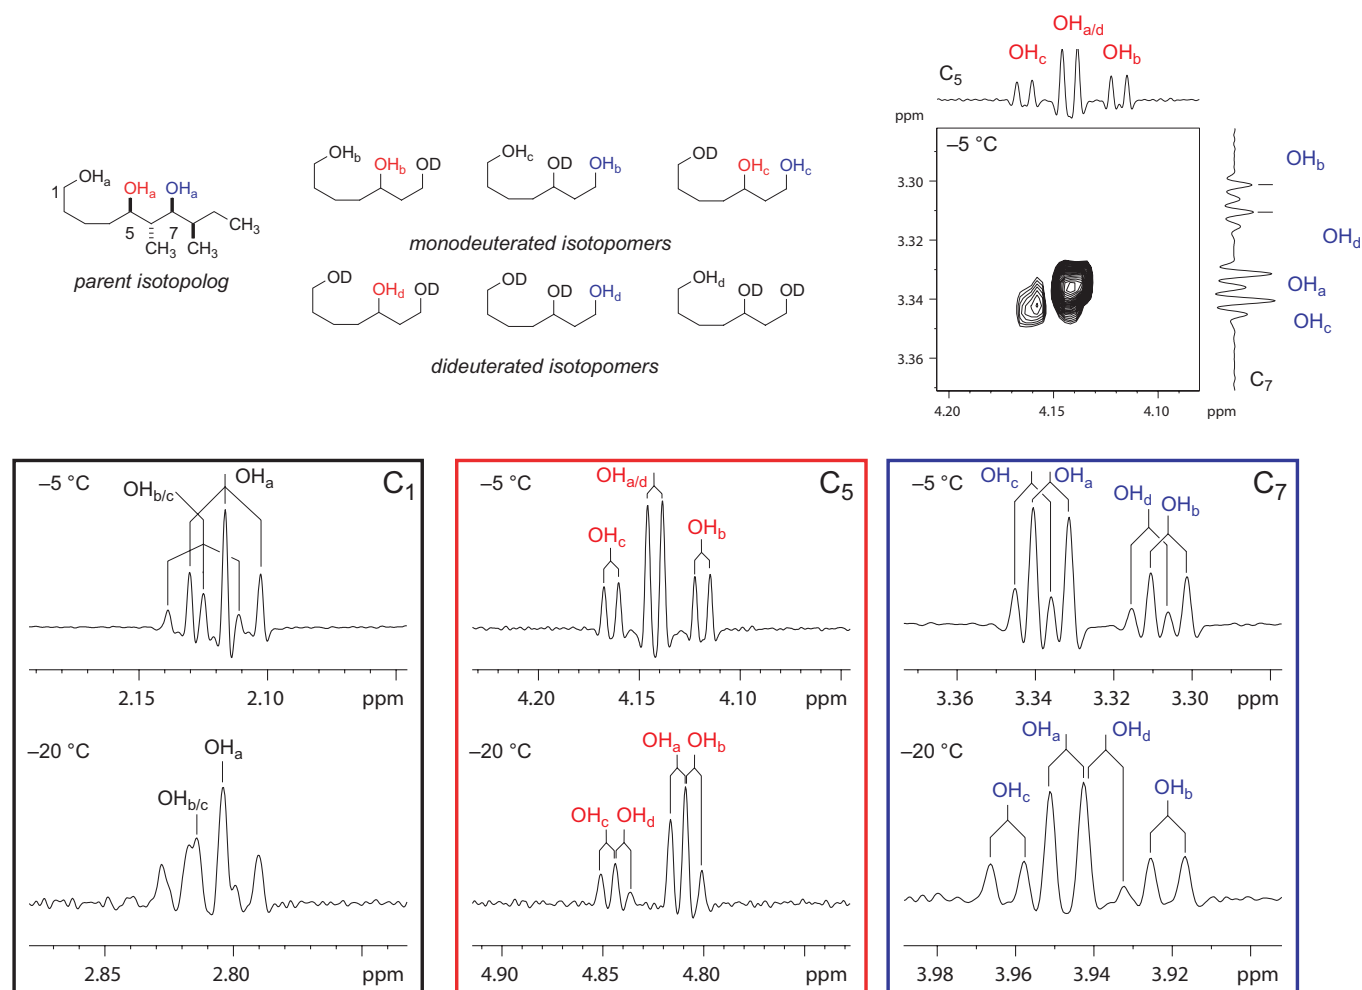 OHa/d
OHc OHb
C5
ppm
–5 °C
OHb
3.30
3.32
OHd
3.34
OHa
OHc
3.36
C7
4.20 4.15 4.10 ppm
1 OHa OHa OHa
5 7 CH3
CH3 CH3
parent isotopolog
OHb OHb OD
OHc OD OHb
OD OHc OHc
monodeuterated isotopomers
OD OHd OD
OD OD OHd
OHd OD OD
dideuterated isotopomers
–5 °C C1
OHb/c OHa
2.15 2.10 ppm
–20 °C
OHa
OHb/c
2.85 2.80 ppm
–5 °C C5
OHa/d
OHc OHb
4.20 4.15 4.10 ppm
–20 °C
OHa OHb
OHc OHd
4.90 4.85 4.80 ppm
–5 °C C7
OHc OHa
OHd OHb
3.36 3.34 3.32 3.30 ppm
–20 °C
OHa OHd
OHc OHb
3.98 3.96 3.94 3.92 ppm